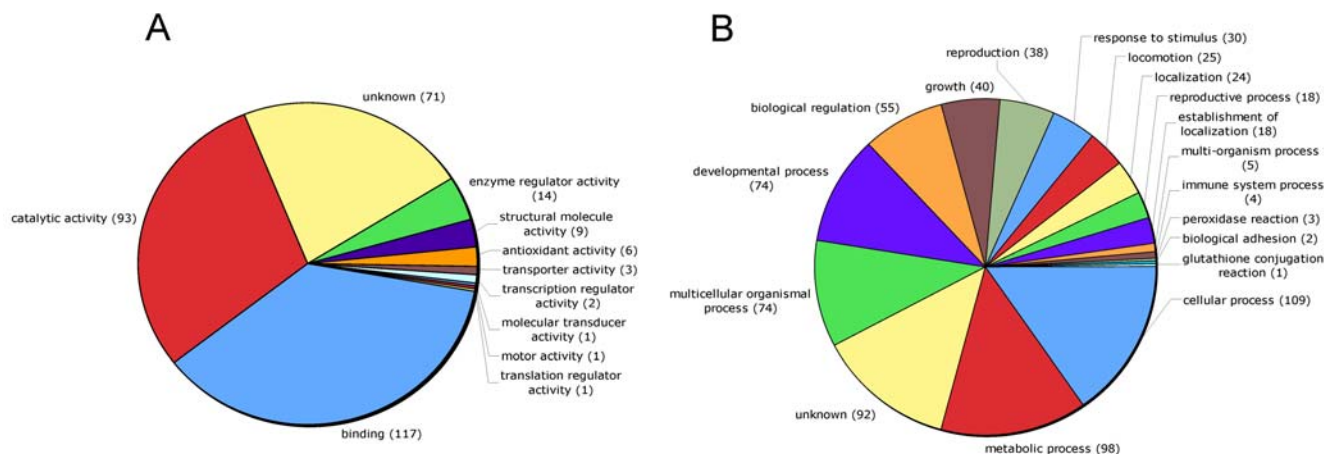 A
unknown (71)
enzyme regulator activity
(14)
structural molecule
activity (9)
antioxidant activity (6)
transporter activity (3)
transcription regulator
activity (2)
molecular transducer
activity (1)
motor activity (1)
translation regulator
activity (1)
binding (117)
catalytic activity (93)
B
response to stimulus (30)
reproduction (38)
locomotion (25)
localization (24)
growth (40)
reproductive process (18)
biological regulation (55)
establishment of
localization (18)
multi-organism process
(5)
developmental process
(74)
immune system process
(4)
peroxidase reaction (3)
biological adhesion (2)
glutathione conjugation
reaction (1)
multicellular organismal
process (74)
cellular process (109)
unknown (92)
metabolic process (98)